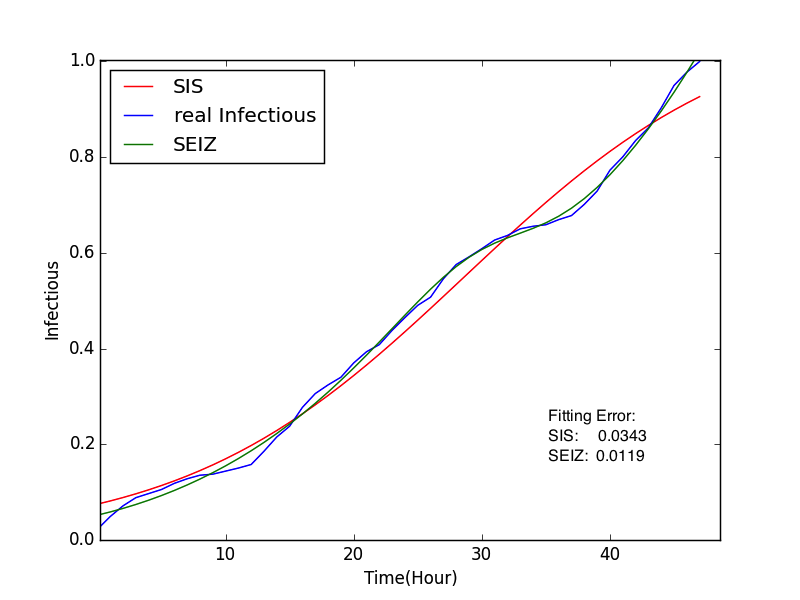 1.0
0.8
0.6
0.4
0.2
0.0
Infectious
SIS
real Infectious
SEIZ
Fitting Error:
SIS: 0.0343
SEIZ: 0.0119
10 20 30 40
Time(Hour)